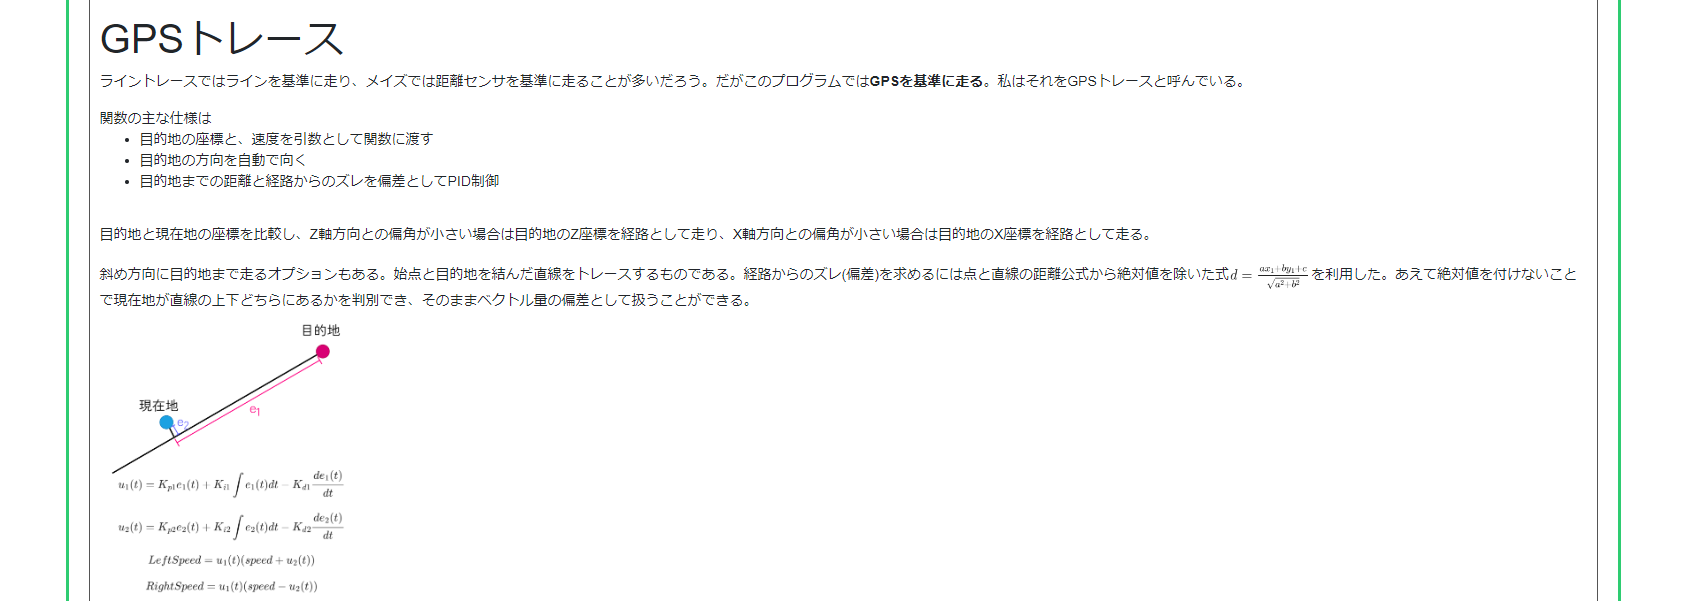 GPSトレース
ライントレースではラインを基準に走り、メイズでは距離センサを基準に走ることが多いだろう。だがこのプログラムではGPSを基準に走る。私はそれをGPSトレースと呼んでいる。
関数の主な仕様は
• 目的地の座標と、速度を引数として関数に渡す
• 目的地の方向を自動で向く
• 目的地までの距離と経路からのズレを偏差としてPID制御
目的地と現在地の座標を比較し、Z軸方向との偏角が小さい場合は目的地のZ座標を経路として走り、X軸方向との偏角が小さい場合は目的地のX座標を経路として走る。
斜め方向に目的地まで走るオプションもある。始点と目的地を結んだ直線をトレースするものである。経路からのズレ(偏差)を求めるには点と直線の距離公式から絶対値を除いた式 d = \frac{ax_1+by_1+c}{\sqrt{a^2+b^2}} を利用した。あえて絶対値を付けないこと
で現在地が直線の上下どちらにあるかを判別でき、そのままベクトル量の偏差として扱うことができる。
目的地
現在地
e₁
e₂
u_1(t) = K_{p1}e_1(t) + K_{i1} \int e_1(t)dt - K_{d1} \frac{de_1(t)}{dt}
u_2(t) = K_{p2}e_2(t) + K_{i2} \int e_2(t)dt - K_{d2} \frac{de_2(t)}{dt}
LeftSpeed = u_1(t)(speed + u_2(t))
RightSpeed = u_1(t)(speed - u_2(t))